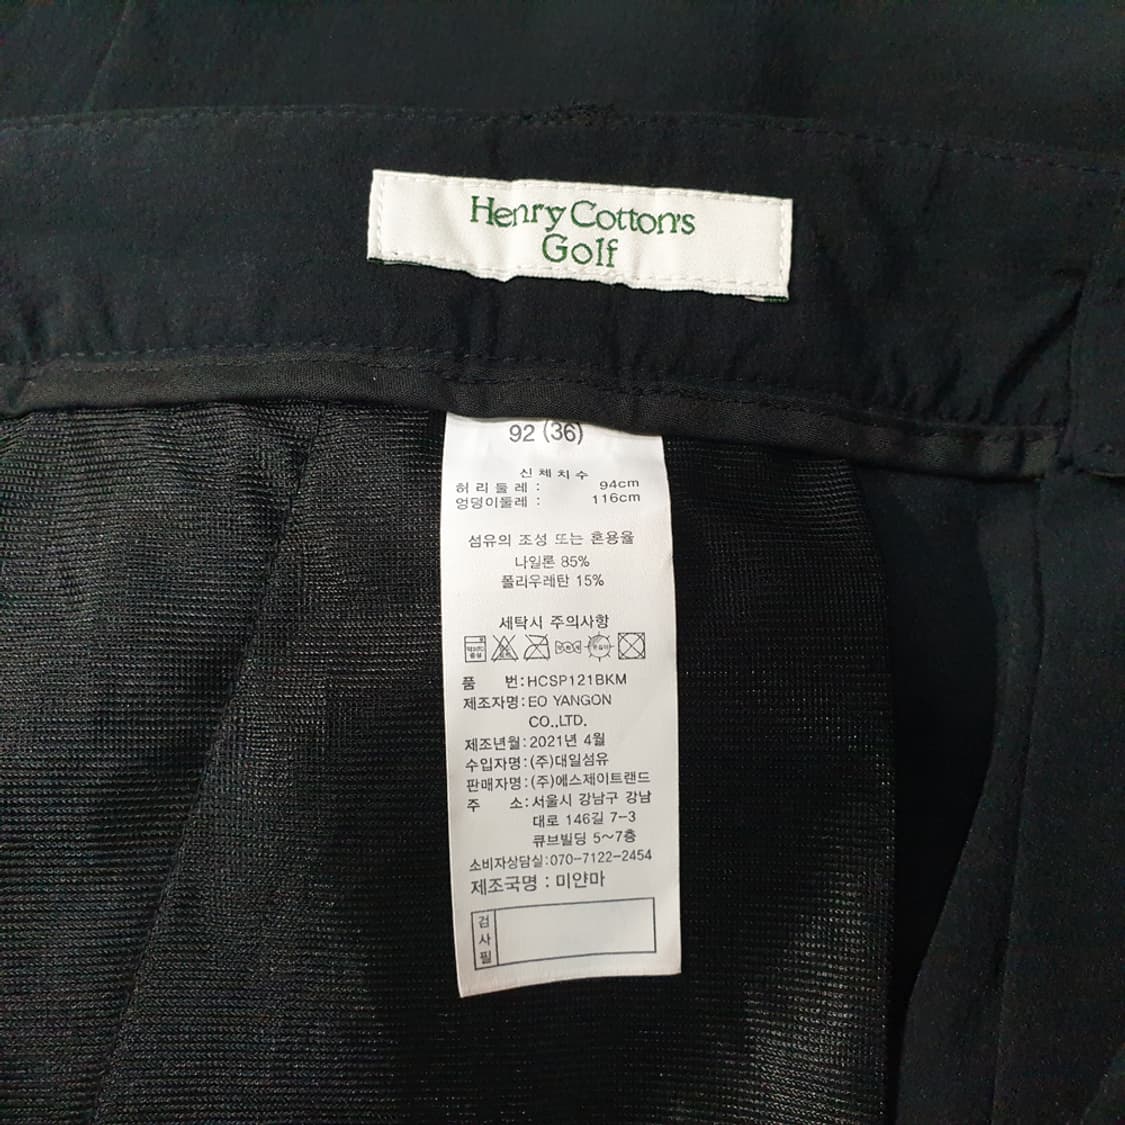 Henry Cotton's
Golf
92 (36)
신체치수
허리둘레 : 94cm
엉덩이둘레 : 116cm
섬유의 조성 또는 혼용율
나일론 85%
폴리우레탄 15%
세탁시 주의사항
품 번:HCSP121BKM
제조자명:EO YANGON
CO.,LTD.
제조년월:2021년 4월
수입자명:(주)대일섬유
판매자명:(주)에스제이트랜드
주 소:서울시 강남구 강남
대로 146길 7-3
큐브빌딩 5~7층
소비자상담실:070-7122-2454
제조국명 : 미얀마
검
사
필